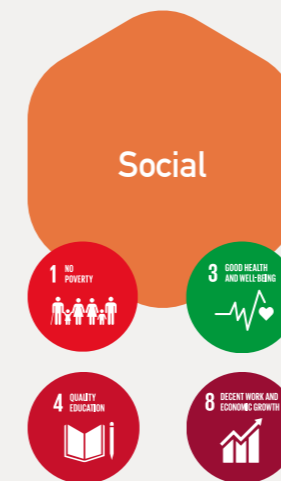 Social
1 NO
POVERTY
3 GOOD HEALTH
AND WELL-BEING
4 QUALITY
EDUCATION
8 DECENT WORK AND
ECONOMIC GROWTH